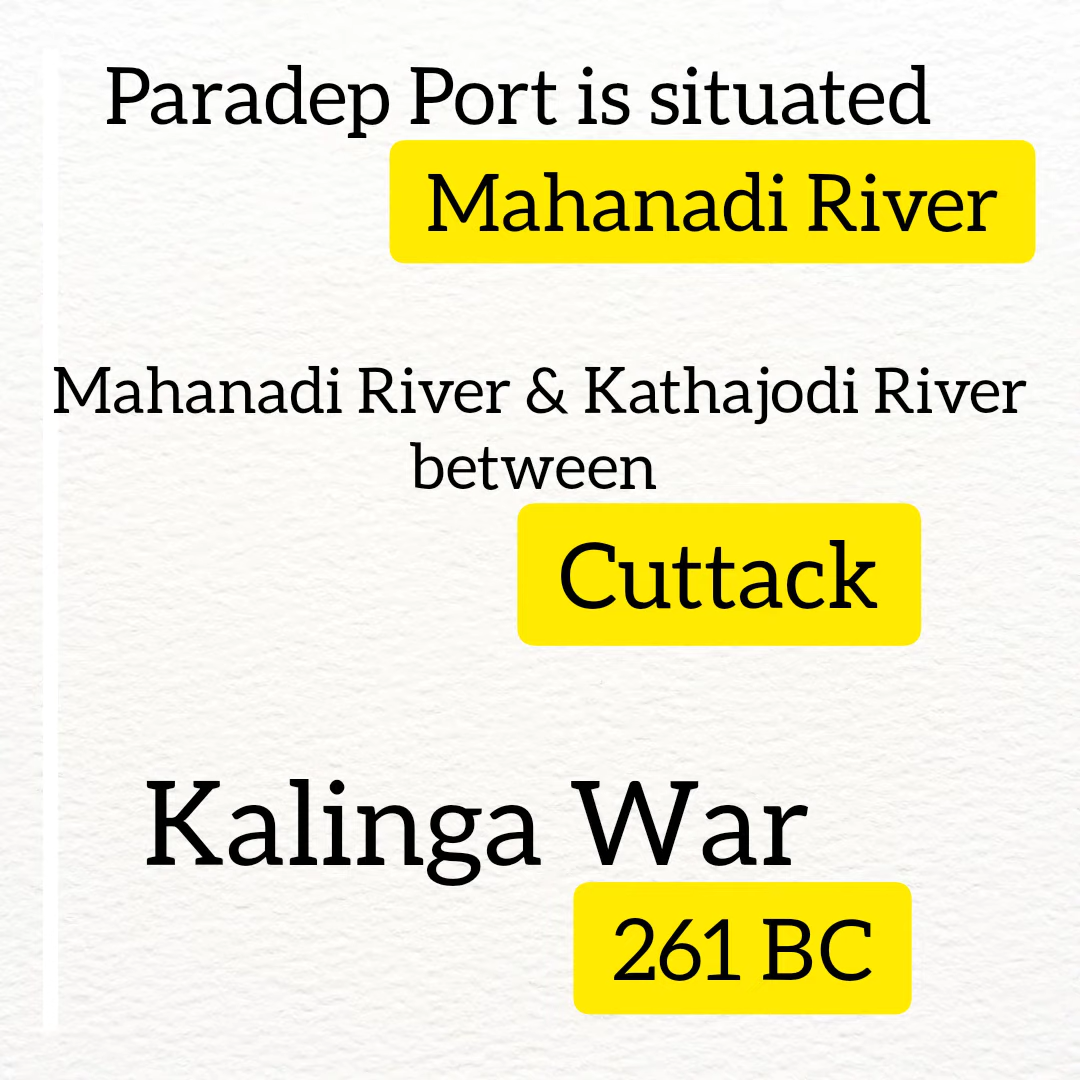 Paradep Port is situated
Mahanadi River
Mahanadi River & Kathajodi River
between
Cuttack
Kalinga War
261 BC